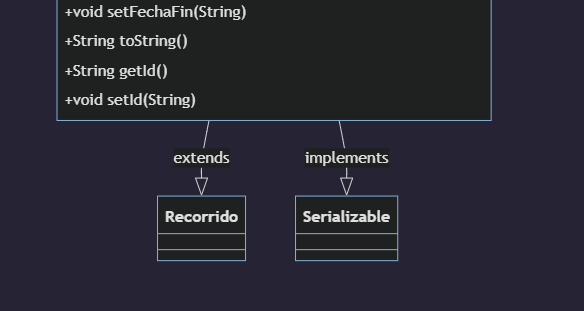 +void setFechaFin(String)
+String toString()
+String getId()
+void setId(String)
extends implements
Recorrido Serializable